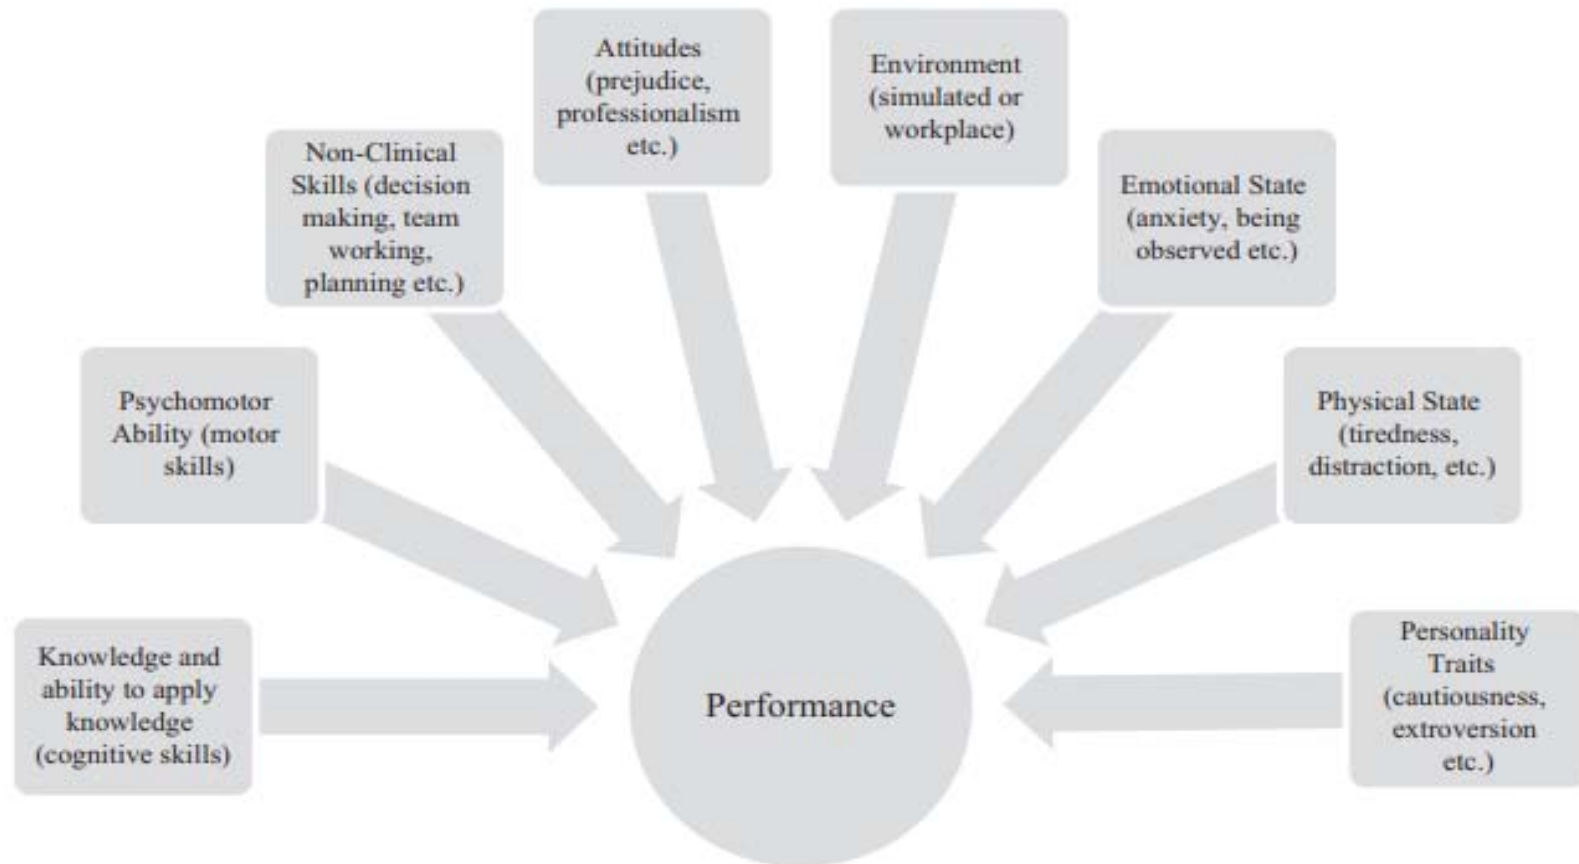 Attitudes
(prejudice,
professionalism
etc.)
Environment
(simulated or
workplace)
Non-Clinical
Skills (decision
making, team
working,
planning etc.)
Emotional State
(anxiety, being
observed etc.)
Psychomotor
Ability (motor
skills)
Physical State
(tiredness,
distraction, etc.)
Knowledge and
ability to apply
knowledge
(cognitive skills)
Performance
Personality
Traits
(cautiousness,
extroversion
etc.)